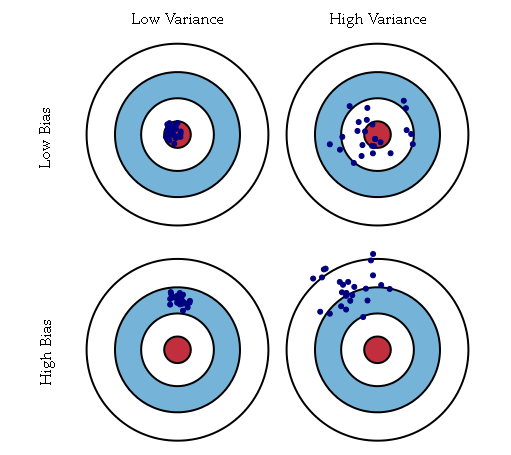 Low Variance
High Variance
Low Bias
High Bias